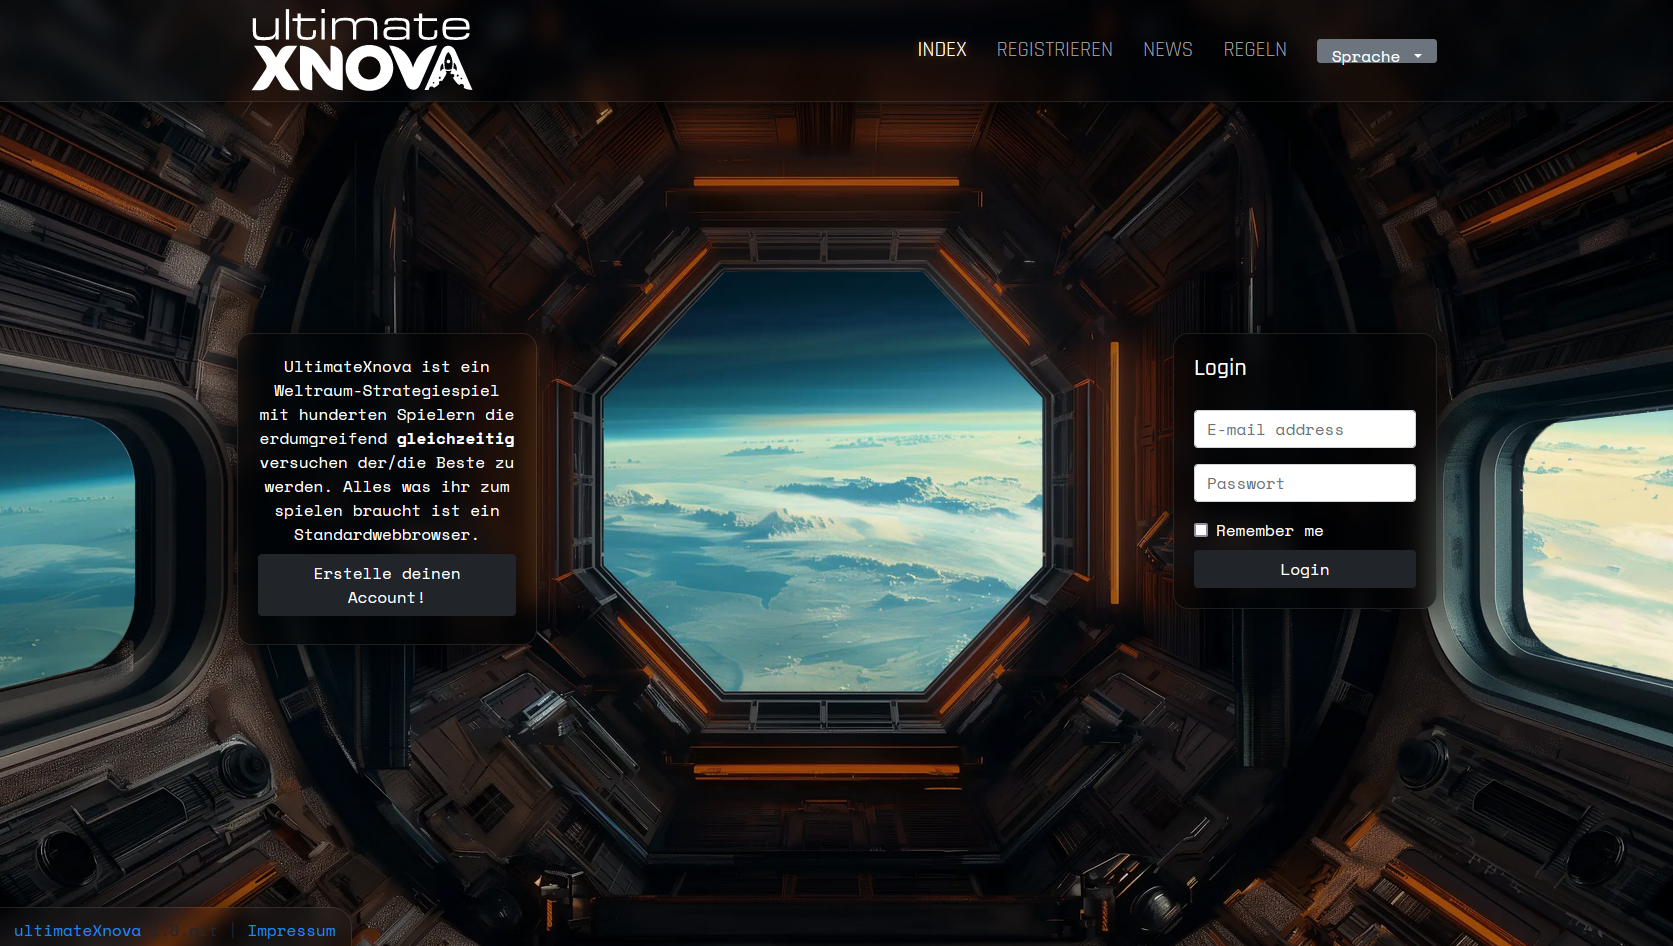 ultimate
XNOVA
INDEX REGISTRIEREN NEWS REGELN Sprache
UltimateXnova ist ein
Weltraum-Strategiespiel
mit hunderten Spielern die
erdumgreifend gleichzeitig
versuchen der/die Beste zu
werden. Alles was ihr zum
spielen braucht ist ein
Standardwebbrowser.
Erstelle deinen
Account!
Login
E-mail address
Passwort
Remember me
Login
ultimateXnova | Impressum